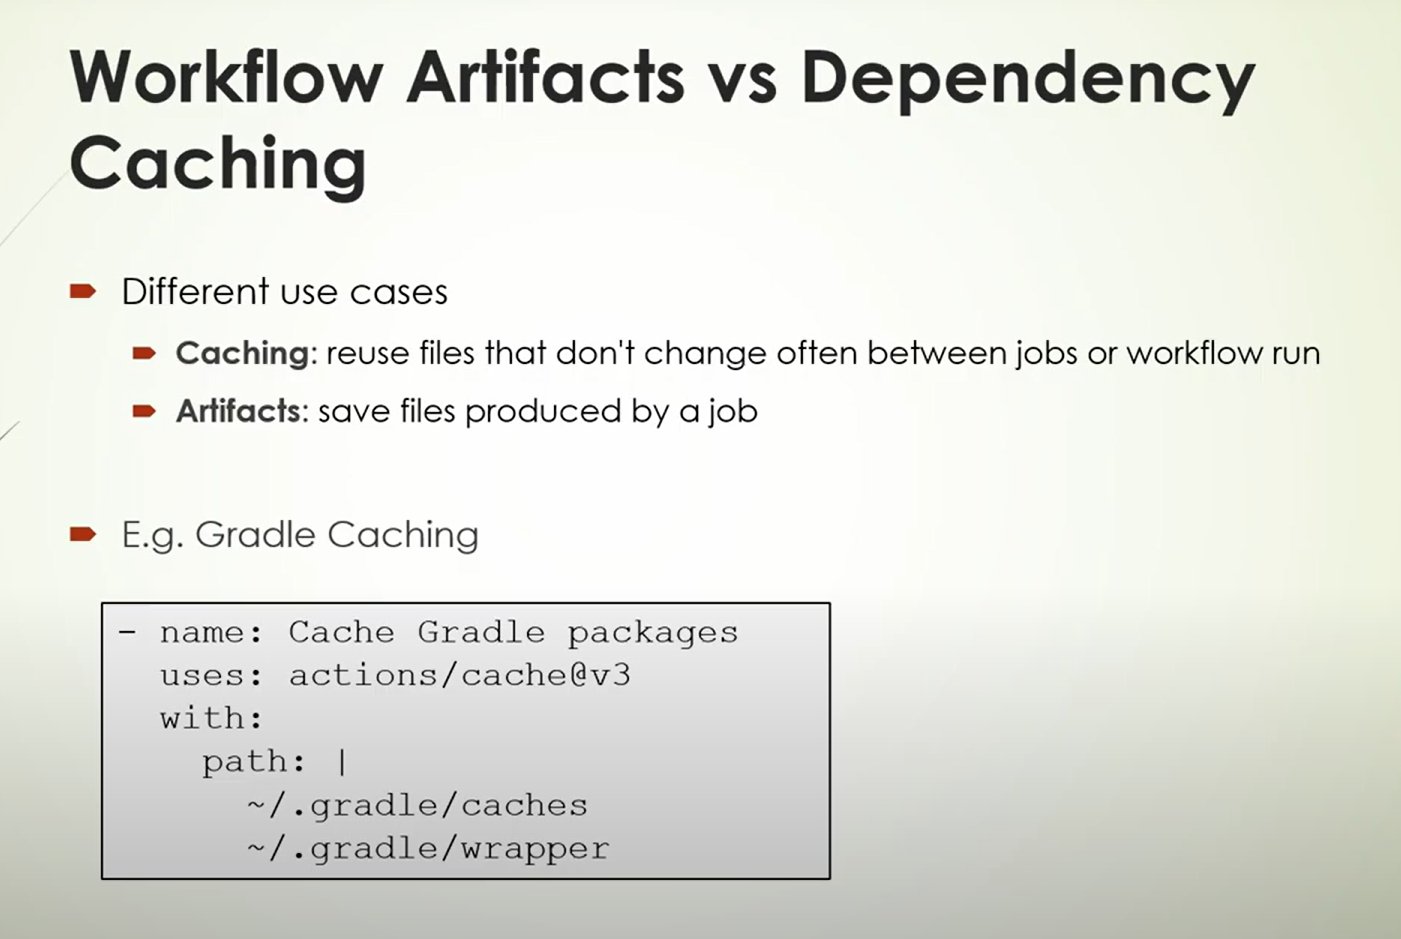 Workflow Artifacts vs Dependency
Caching
Different use cases
Caching: reuse files that don't change often between jobs or workflow run
Artifacts: save files produced by a job
E.g. Gradle Caching
- name: Cache Gradle packages
  uses: actions/cache@v3
  with:
    path: |
      ~/.gradle/caches
      ~/.gradle/wrapper